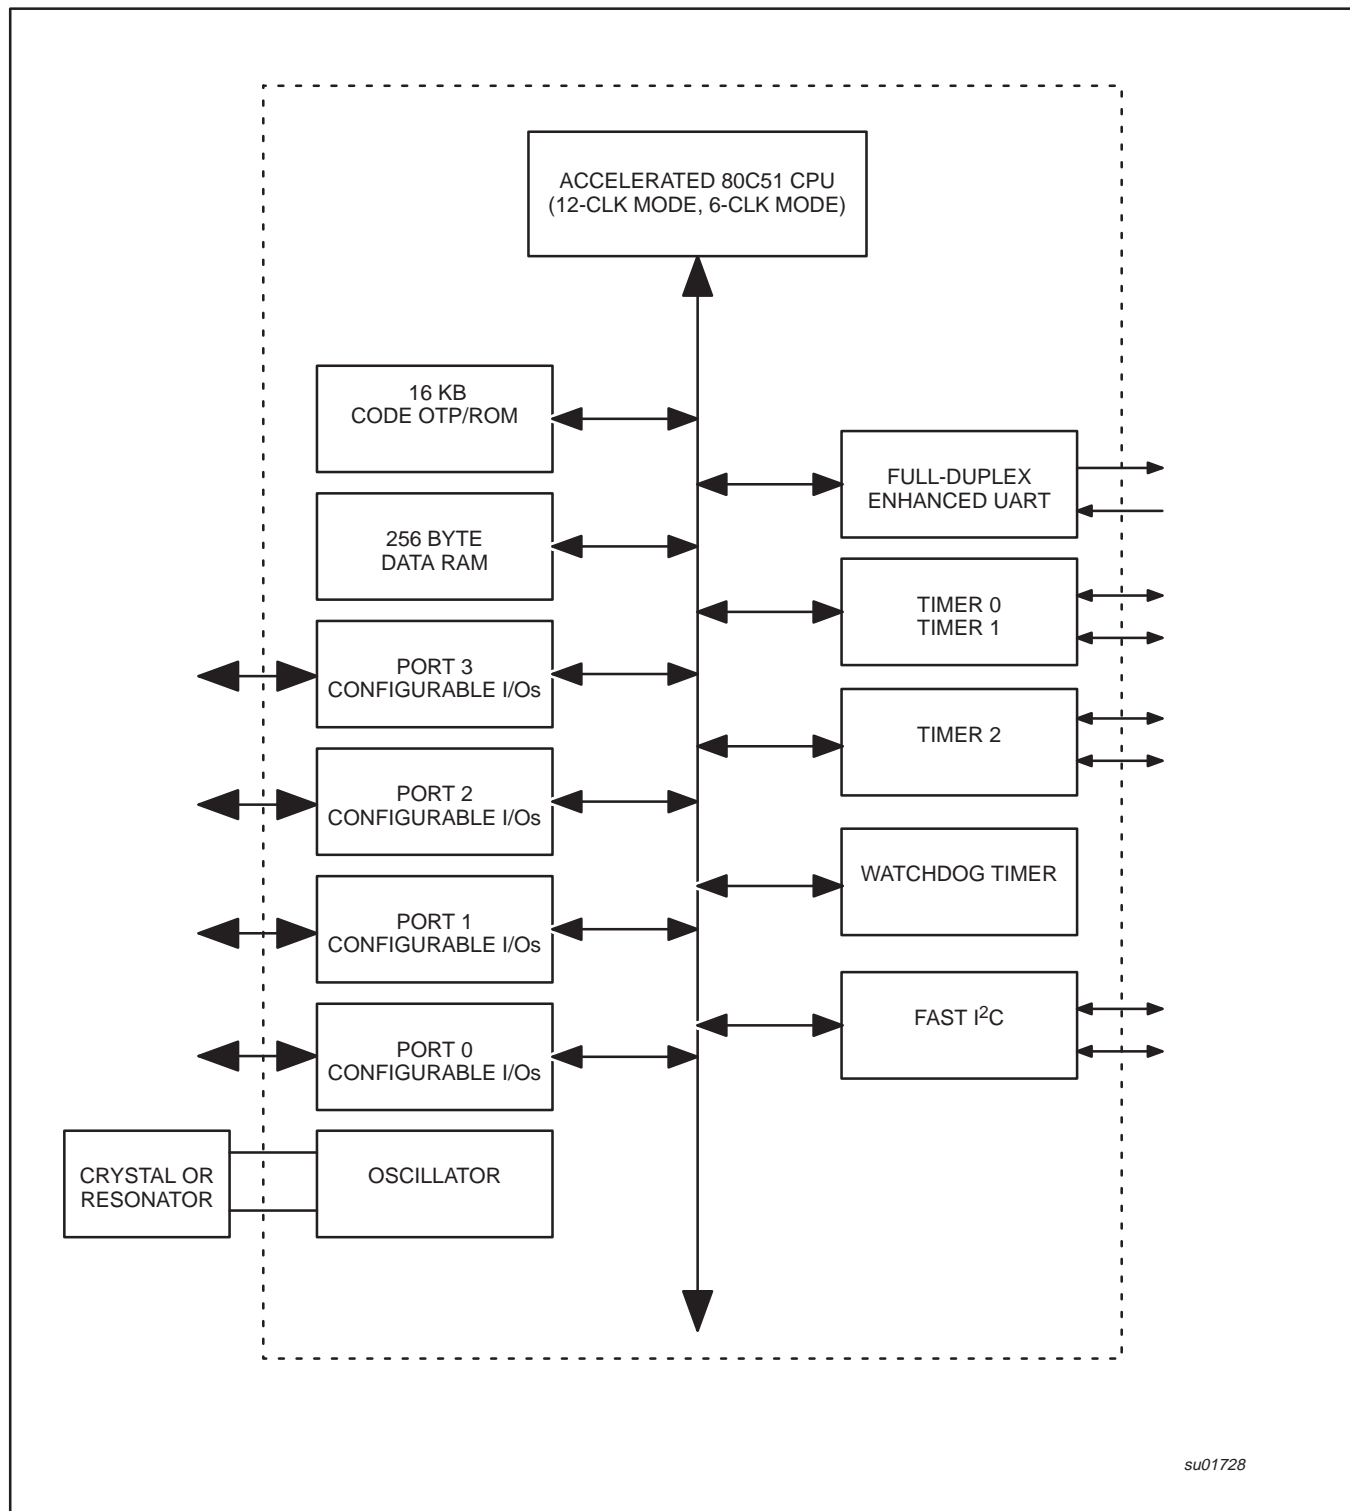 ACCELERATED 80C51 CPU
(12-CLK MODE, 6-CLK MODE)
16 KB
CODE OTP/ROM
256 BYTE
DATA RAM
PORT 3
CONFIGURABLE I/Os
PORT 2
CONFIGURABLE I/Os
PORT 1
CONFIGURABLE I/Os
PORT 0
CONFIGURABLE I/Os
CRYSTAL OR
RESONATOR
OSCILLATOR
FULL-DUPLEX
ENHANCED UART
TIMER 0
TIMER 1
TIMER 2
WATCHDOG TIMER
FAST I²C
su01728